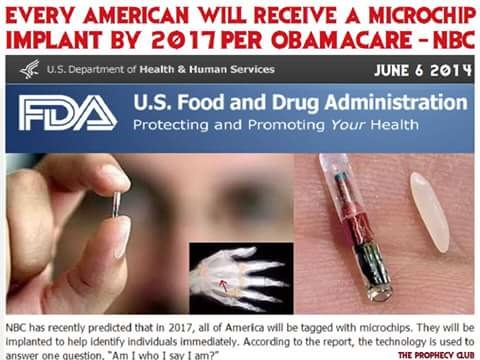 EVERY AMERICAN WILL RECEIVE A MICROCHIP
IMPLANT BY 2017 PER OBAMACARE - NBC
U.S. Department of Health & Human Services
JUNE 6 2014
FDA
U.S. Food and Drug Administration
Protecting and Promoting Your Health
NBC has recently predicted that in 2017, all of America will be tagged with microchips. They will be
implanted to help identify individuals immediately. According to the report, the technology is used to
answer one question, "Am I who I say I am?"
THE PROPHECY CLUB